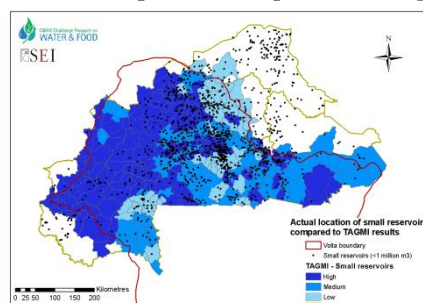 CGIAR Challenge Program on
WATER & FOOD
SEI
N
Actual location of small reservoirs
compared to TAGMI results
Volta boundary
Small reservoirs (<1 million m3)
TAGMI - Small reservoirs
High
Medium
Low
Kilometres
0 25 50 100 150 200